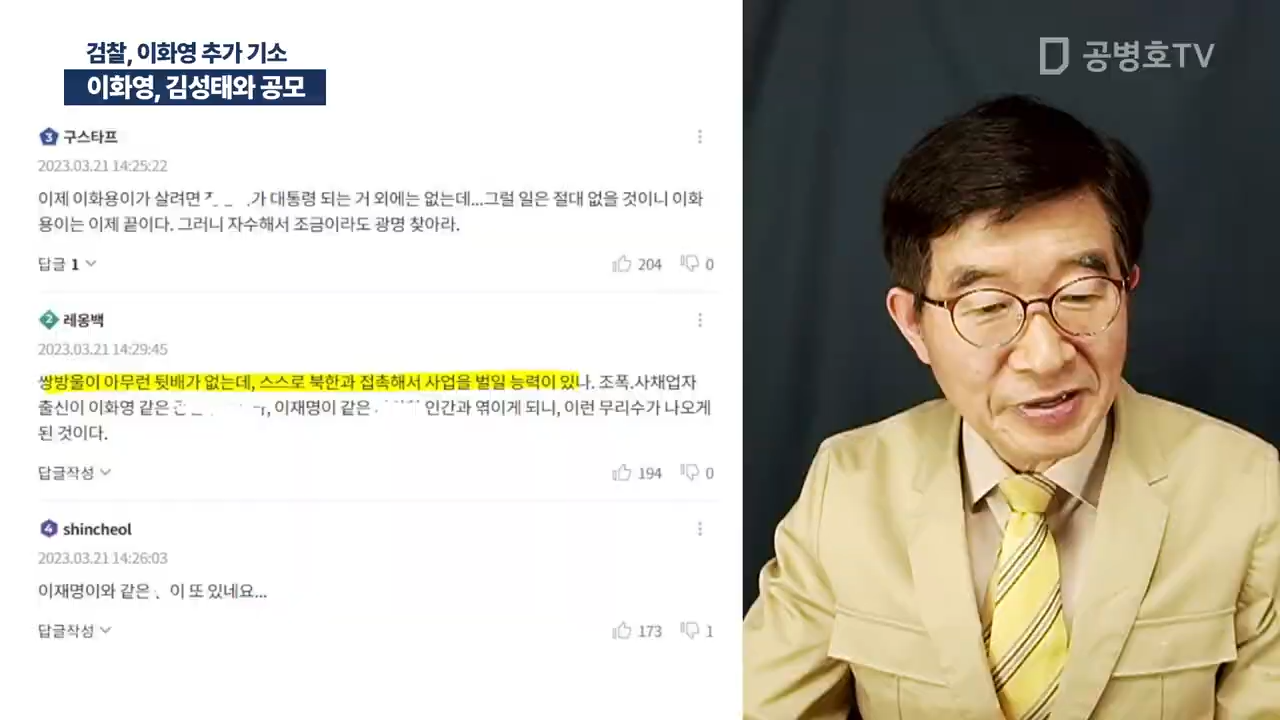 검찰, 이화영 추가 기소
이화영, 김성태와 공모
공병호TV
3 구스타프
2023.03.21 14:25:22
이제 이화용이가 살려면 가 대통령 되는 거 외에는 없는데...그럴 일은 절대 없을 것이니 이화
용이는 이제 끝이다. 그러니 자수해서 조금이라도 광명 찾아라.
답글 1
204 0
2 레옹백
2023.03.21 14:29:45
쌍방울이 아무런 뒷배가 없는데, 스스로 북한과 접촉해서 사업을 벌일 능력이 있나. 조폭.사채업자
출신이 이화영 같은 이재명이 같은 인간과 엮이게 되니, 이런 무리수가 나오게
된 것이다.
답글작성
194 0
4 shincheol
2023.03.21 14:26:03
이재명이와 같은 이 또 있네요...
답글작성
173 1